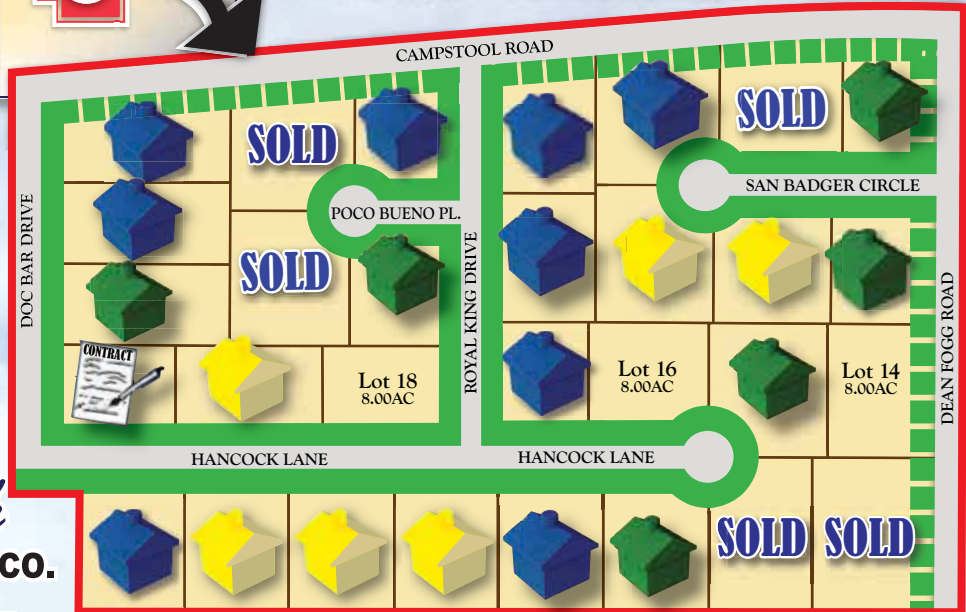 CAMPSTOOL ROAD
SOLD
SOLD
POCO BUENO PL.
SAN BADGER CIRCLE
DOC BAR DRIVE
SOLD
ROYAL KING DRIVE
DEAN FOGG ROAD
CONTRACT
Lot 18
8.00AC
Lot 16
8.00AC
Lot 14
8.00AC
HANCOCK LANE
HANCOCK LANE
SOLD
SOLD
co.